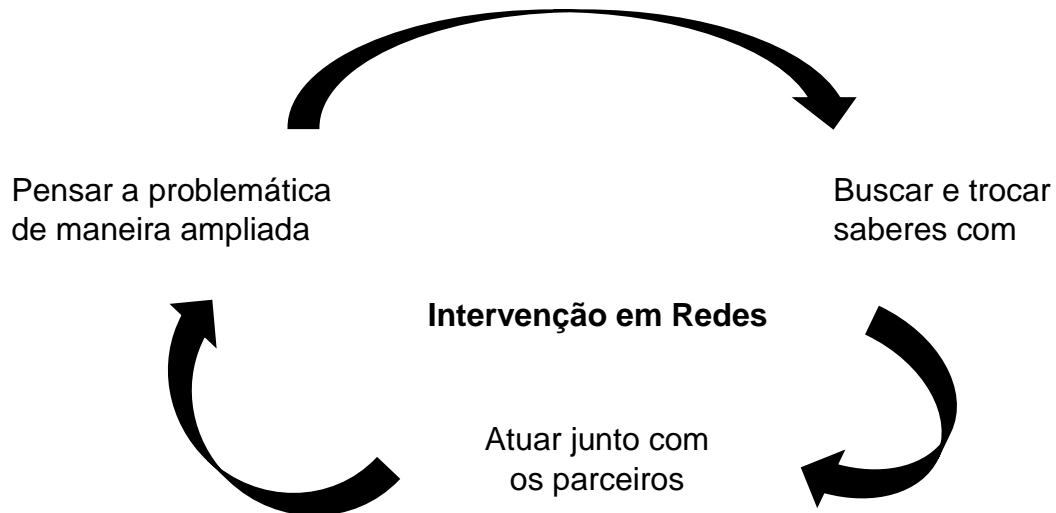 Pensar a problemática
de maneira ampliada
Buscar e trocar
saberes com
Intervenção em Redes
Atuar junto com
os parceiros